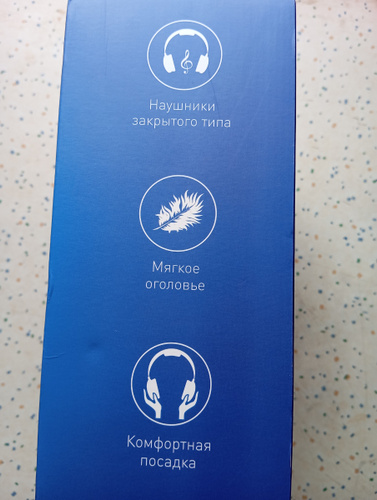 Наушники
закрытого типа
Мягкое
оголовье
Комфортная
посадка